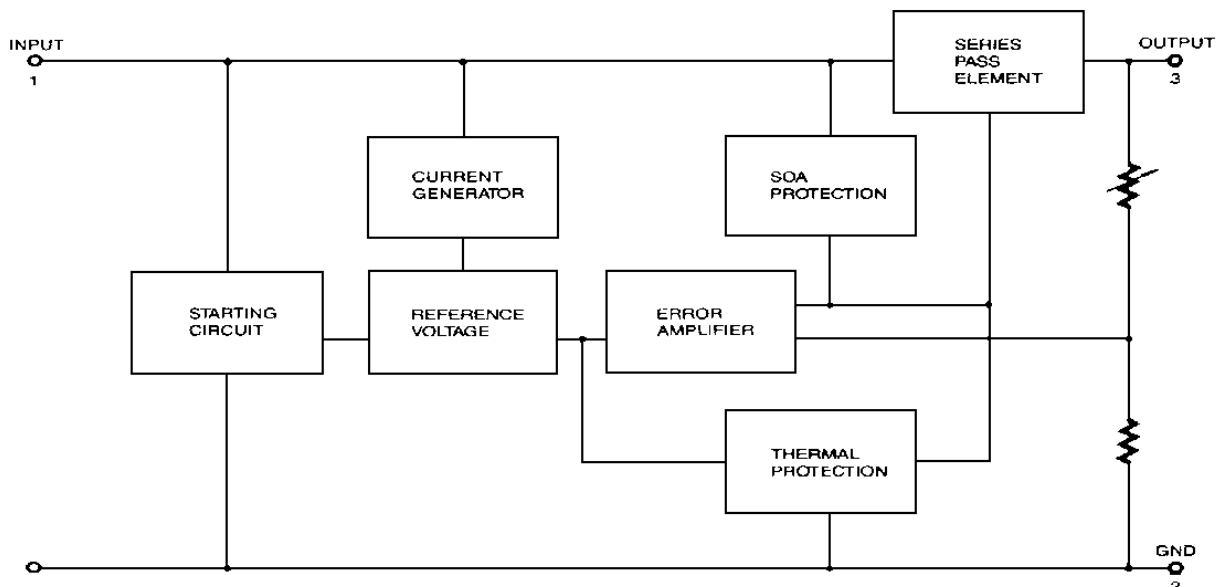 INPUT
1
SERIES
PASS
ELEMENT
OUTPUT
3
CURRENT
GENERATOR
SOA
PROTECTION
STARTING
CIRCUIT
REFERENCE
VOLTAGE
ERROR
AMPLIFIER
THERMAL
PROTECTION
GND